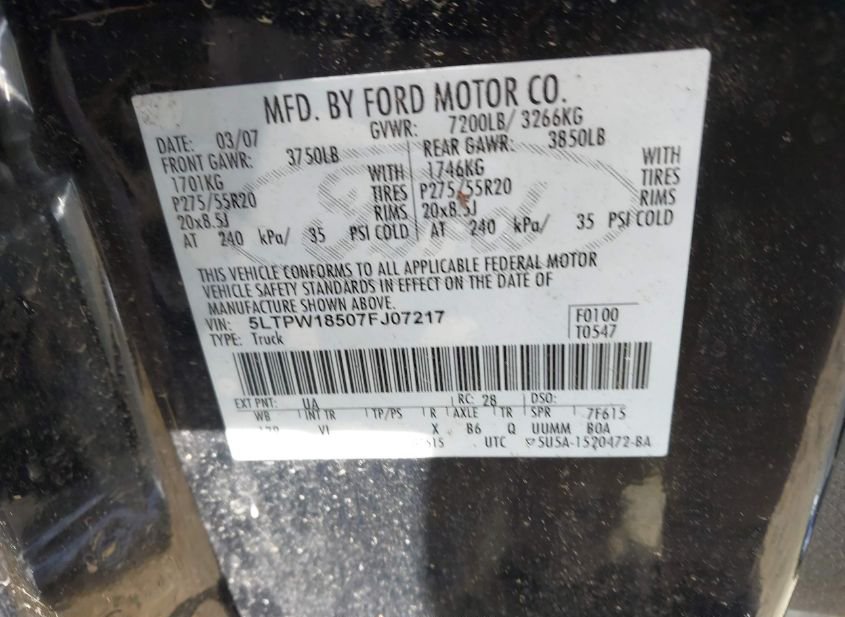 MFD. BY FORD MOTOR CO.
DATE: 03/07 GVWR: 7200LB/ 3266KG
FRONT GAWR: 3750LB REAR GAWR: 3850LB
1701KG WITH 1746KG WITH
P275/55R20 TIRES P275/55R20 TIRES
20x8.5J RIMS 20x8.5J RIMS
AT 240 kPa/ 35 PSI COLD AT 240 kPa/ 35 PSI COLD
THIS VEHICLE CONFORMS TO ALL APPLICABLE FEDERAL MOTOR
VEHICLE SAFETY STANDARDS IN EFFECT ON THE DATE OF
MANUFACTURE SHOWN ABOVE.
VIN: 5LTPW18507FJ07217 F0100
TYPE: Truck T0547
EXT PNT: UA RC: 28 DSO:
WB INT TR TP/PS R AXLE TR SPR 7F615
VI X B6 Q UUMM BOA
UTC 5U5A-1520472-BA